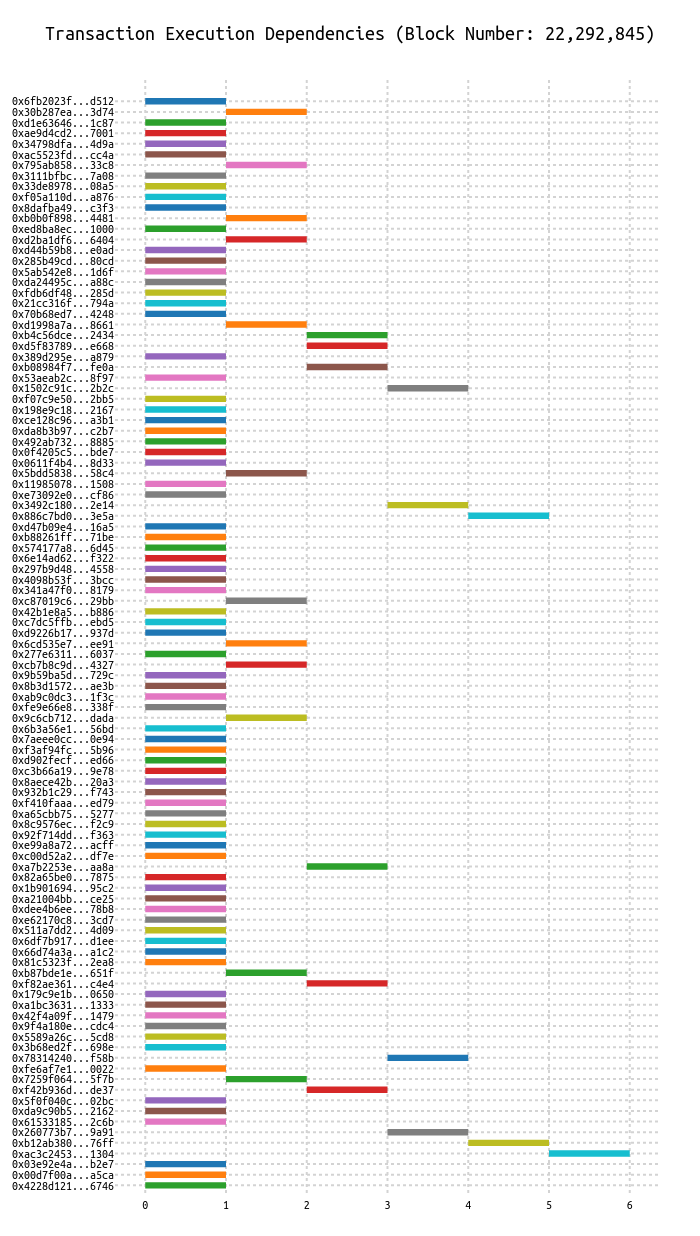 Transaction Execution Dependencies (Block Number: 22,292,845)
0x6fb2023f...d512
0x30b287ea...3d74
0xd1e63646...1c87
0xae9d4cd2...7001
0x34798dfa...4d9a
0xac5523fd...cc4a
0x795ab858...33c8
0x3111bfbc...7a08
0x33de8978...08a5
0xf05a110d...a876
0x8dafba49...c3f3
0xb0b0f898...4481
0xed8ba8ec...1000
0xd2ba1df6...6404
0xd44b59b8...e0ad
0x285b49cd...80cd
0x5ab542e8...1d6f
0xda24495c...a88c
0xfdb6df48...285d
0x21cc316f...794a
0x70b68ed7...4248
0xd1998a7a...8661
0xb4c56dce...2434
0xd5f83789...e668
0x389d295e...a879
0xb08984f7...fe0a
0x53aeab2c...8f97
0x1502c91c...2b2c
0xf07c9e50...2bb5
0x198e9c18...2167
0xce128c96...a3b1
0xda8b3b97...c2b7
0x492ab732...8885
0x0f4205c5...bde7
0x0611f4b4...8d33
0x5bdd5838...58c4
0x11985078...1508
0xe73092e0...cf86
0x3492c180...2e14
0x886c7bd0...3e5a
0xd47b09e4...16a5
0xb88261ff...71be
0x574177a8...6d45
0x6e14ad62...f322
0x297b9d48...4558
0x4098b53f...3bcc
0x341a47f0...8179
0xc87019c6...29bb
0x42b1e8a5...b886
0xc7dc5ffb...ebd5
0xd9226b17...937d
0x6cd535e7...ee91
0x277e6311...6037
0xcb7b8c9d...4327
0x9b59ba5d...729c
0x8b3d1572...ae3b
0xab9c0dc3...1f3c
0xfe9e66e8...338f
0x9c6cb712...dada
0x6b3a56e1...56bd
0x7aeee0cc...0e94
0xf3af94fc...5b96
0xd902fecf...ed66
0xc3b66a19...9e78
0x8aece42b...20a3
0x932b1c29...f743
0xf410faaa...ed79
0xa65cbb75...5277
0x8c9576ec...f2c9
0x92f714dd...f363
0xe99a8a72...acff
0xc00d52a2...df7e
0xa7b2253e...aa8a
0x82a65be0...7875
0x1b901694...95c2
0xa21004bb...ce25
0xdee4b6ee...78b8
0xe62170c8...3cd7
0x511a7dd2...4d09
0x6df7b917...d1ee
0x66d74a3a...a1c2
0x81c5323f...2ea8
0xb87bde1e...651f
0xf82ae361...c4e4
0x179c9e1b...0650
0xa1bc3631...1333
0x42f4a09f...1479
0x9f4a180e...cdc4
0x5589a26c...5cd8
0x3b68ed2f...698e
0x78314240...f58b
0xfe6af7e1...0022
0x7259f064...5f7b
0xf42b936d...de37
0x5f0f040c...02bc
0xda9c90b5...2162
0x61533185...2c6b
0x260773b7...9a91
0xb12ab380...76ff
0xac3c2453...1304
0x03e92e4a...b2e7
0x00d7f00a...a5ca
0x4228d121...6746
0 1 2 3 4 5 6